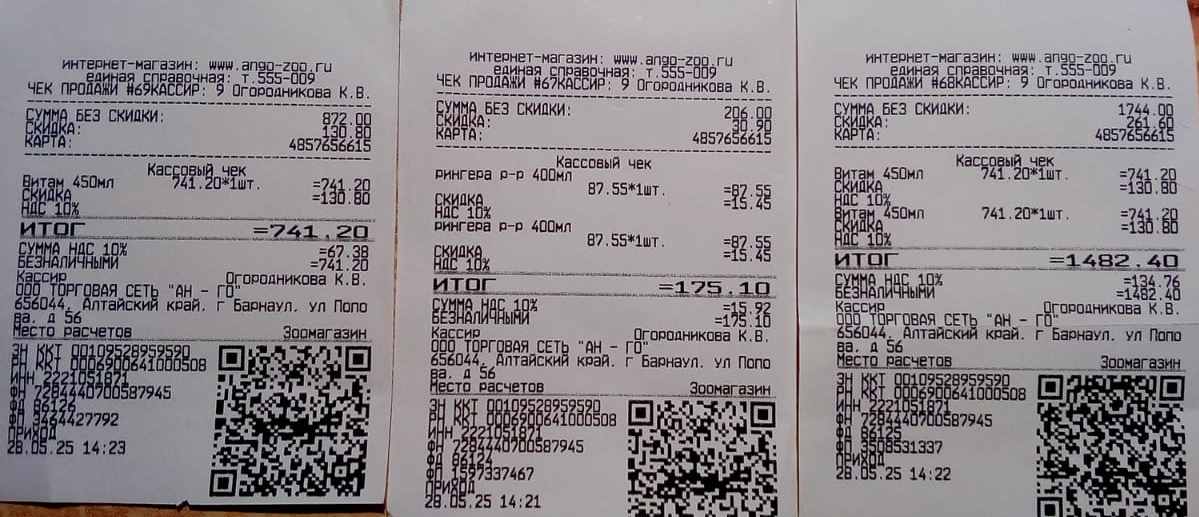 интернет-магазин: www.ango-zoo.ru
единая справочная: т.555-009
ЧЕК ПРОДАЖИ #69КАССИР: 9 Огородникова К.В.
СУММА БЕЗ СКИДКИ: 872.00
СКИДКА: 130.80
КАРТА: 4857656615
Кассовый чек
Витам 450мл 741.20*1шт. =741.20
СКИДКА =130.80
НДС 10%
ИТОГ =741.20
СУММА НДС 10% =67.38
БЕЗНАЛИЧНЫМИ =741.20
Кассир Огородникова К.В.
ООО ТОРГОВАЯ СЕТЬ "АН - ГО"
656044, Алтайский край, г Барнаул, ул Попо
ва, д 56
Место расчетов Зоомагазин
ЗН ККТ 00109528959590
РН ККТ 0006900641000508
ИНН 2221051871
ФН 7284440700587945
ФД 86126
ФП 3464427792
ПРИХОД
28.05.25 14:23
интернет-магазин: www.ango-zoo.ru
единая справочная: т.555-009
ЧЕК ПРОДАЖИ #67КАССИР: 9 Огородникова К.В.
СУММА БЕЗ СКИДКИ: 206.00
СКИДКА: 30.90
КАРТА: 4857656615
Кассовый чек
рингера р-р 400мл
87.55*1шт. =87.55
СКИДКА =15.45
НДС 10%
рингера р-р 400мл
87.55*1шт. =87.55
СКИДКА =15.45
НДС 10%
ИТОГ =175.10
СУММА НДС 10% =15.92
БЕЗНАЛИЧНЫМИ =175.10
Кассир Огородникова К.В.
ООО ТОРГОВАЯ СЕТЬ "АН - ГО"
656044, Алтайский край, г Барнаул, ул Попо
ва, д 56
Место расчетов Зоомагазин
ЗН ККТ 00109528959590
РН ККТ 0006900641000508
ИНН 2221051871
ФН 7284440700587945
ФД 86124
ФП 1597337467
ПРИХОД
28.05.25 14:21
интернет-магазин: www.ango-zoo.ru
единая справочная: т.555-009
ЧЕК ПРОДАЖИ #68КАССИР: 9 Огородникова К.В.
СУММА БЕЗ СКИДКИ: 1744.00
СКИДКА: 261.60
КАРТА: 4857656615
Кассовый чек
Витам 450мл 741.20*1шт. =741.20
СКИДКА =130.80
НДС 10%
Витам 450мл 741.20*1шт. =741.20
СКИДКА =130.80
НДС 10%
ИТОГ =1482.40
СУММА НДС 10% =134.76
БЕЗНАЛИЧНЫМИ =1482.40
Кассир Огородникова К.В.
ООО ТОРГОВАЯ СЕТЬ "АН - ГО"
656044, Алтайский край, г Барнаул, ул Попо
ва, д 56
Место расчетов Зоомагазин
ЗН ККТ 00109528959590
РН ККТ 0006900641000508
ИНН 2221051871
ФН 7284440700587945
ФД 86125
ФП 3508531337
ПРИХОД
28.05.25 14:22